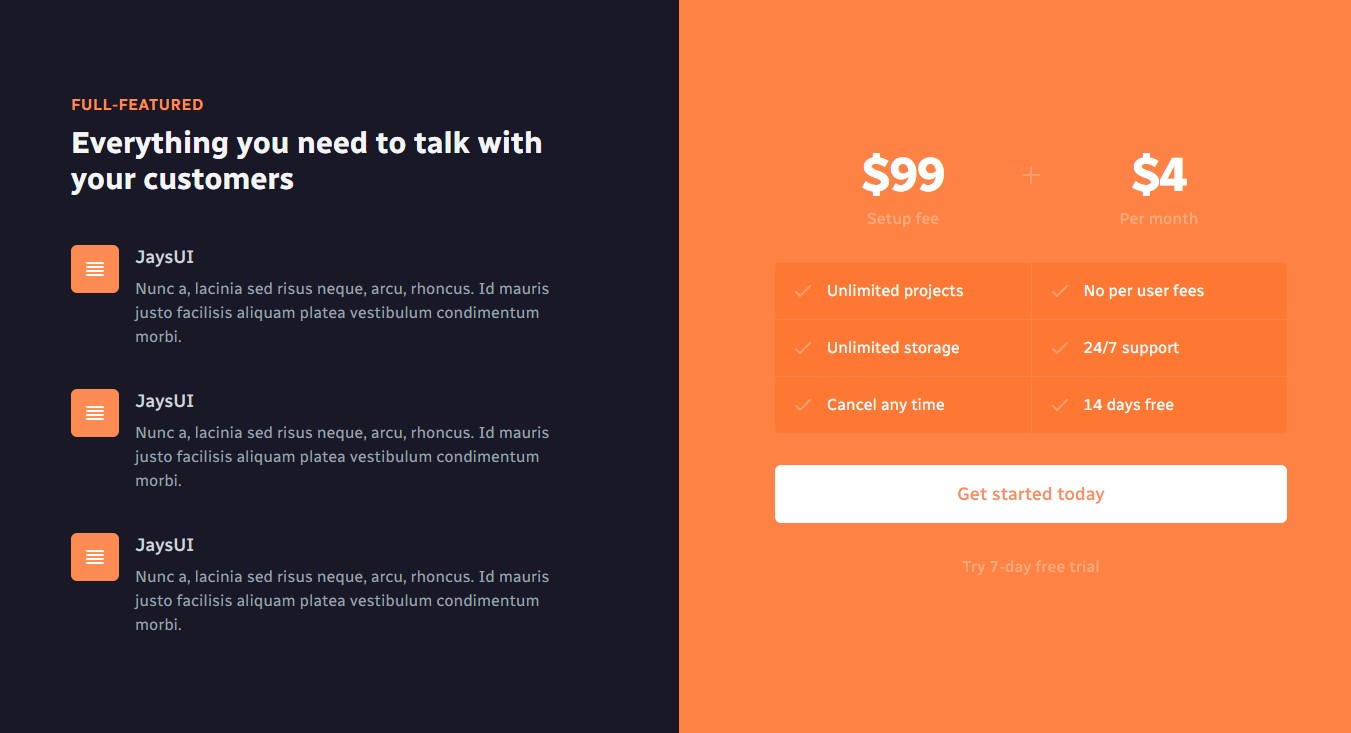 FULL-FEATURED
Everything you need to talk with
your customers
JaysUI
Nunc a, lacinia sed risus neque, arcu, rhoncus. Id mauris
justo facilisis aliquam platea vestibulum condimentum
morbi.
JaysUI
Nunc a, lacinia sed risus neque, arcu, rhoncus. Id mauris
justo facilisis aliquam platea vestibulum condimentum
morbi.
JaysUI
Nunc a, lacinia sed risus neque, arcu, rhoncus. Id mauris
justo facilisis aliquam platea vestibulum condimentum
morbi.
$99 + $4
Setup fee Per month
Unlimited projects No per user fees
Unlimited storage 24/7 support
Cancel any time 14 days free
Get started today
Try 7-day free trial